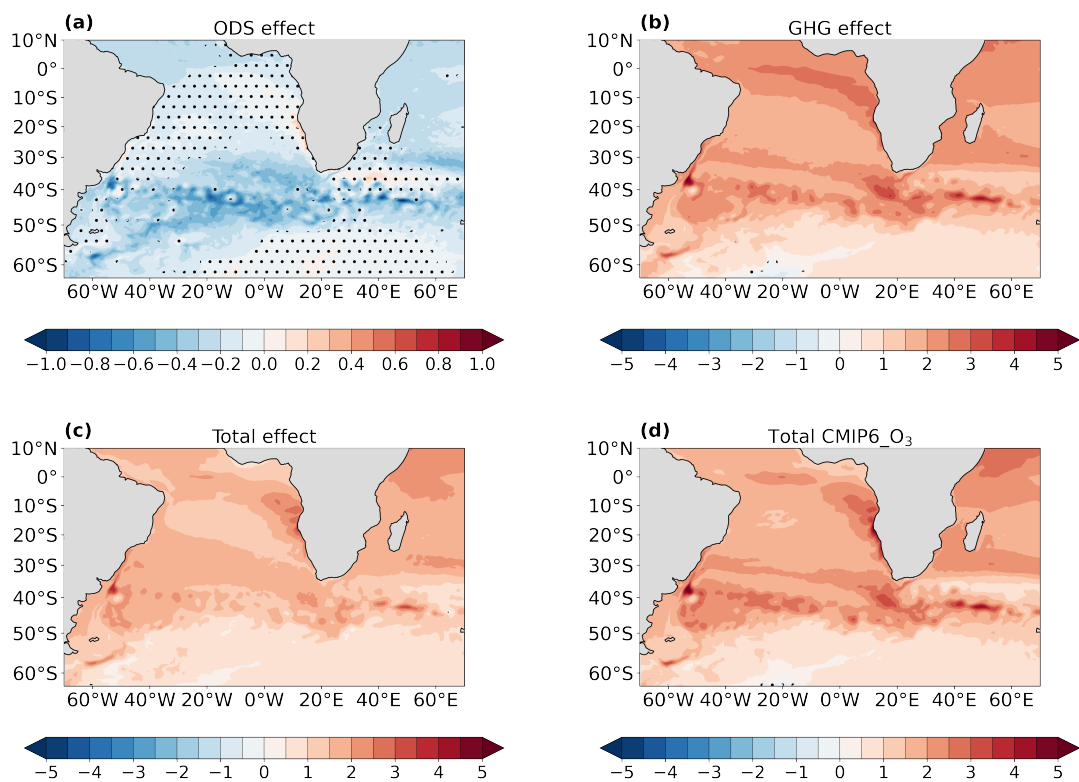 (a)
ODS effect
10°N
0°
10°S
20°S
30°S
40°S
50°S
60°S
60°W 40°W 20°W 0°W 20°E 40°E 60°E
−1.0 −0.8 −0.6 −0.4 −0.2 0.0 0.2 0.4 0.6 0.8 1.0
(b)
GHG effect
10°N
0°
10°S
20°S
30°S
40°S
50°S
60°S
60°W 40°W 20°W 0°W 20°E 40°E 60°E
−5 −4 −3 −2 −1 0 1 2 3 4 5
(c)
Total effect
10°N
0°
10°S
20°S
30°S
40°S
50°S
60°S
60°W 40°W 20°W 0°W 20°E 40°E 60°E
−5 −4 −3 −2 −1 0 1 2 3 4 5
(d)
Total CMIP6_O₃
10°N
0°
10°S
20°S
30°S
40°S
50°S
60°S
60°W 40°W 20°W 0°W 20°E 40°E 60°E
−5 −4 −3 −2 −1 0 1 2 3 4 5